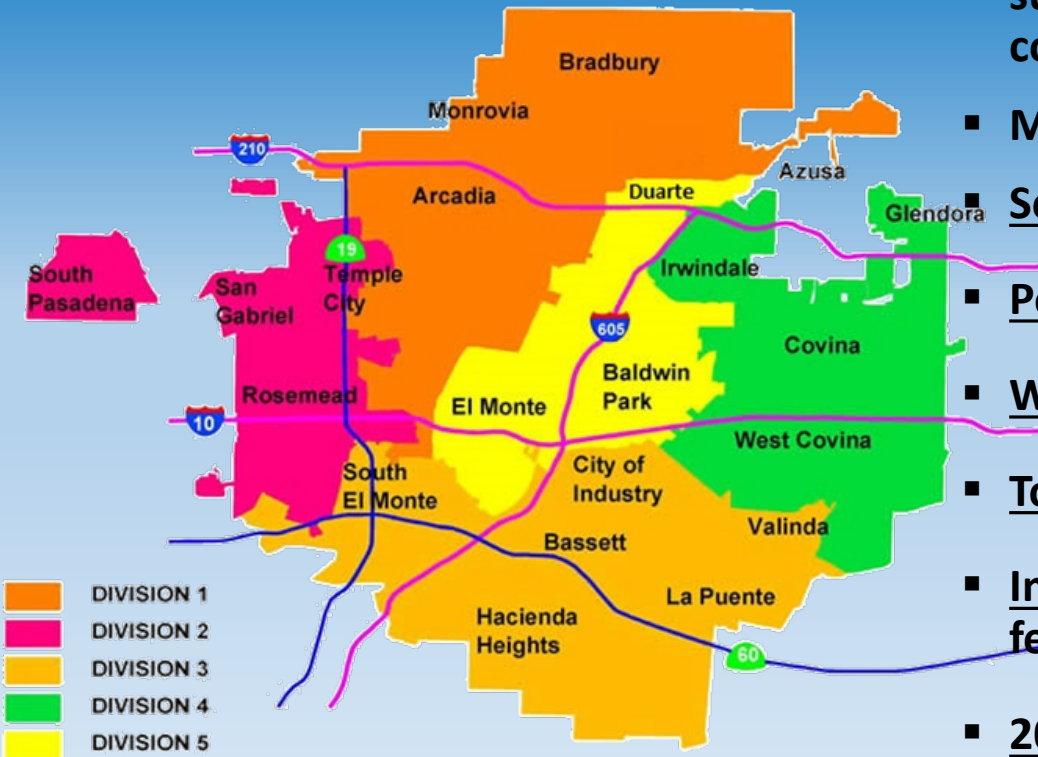 Bradbury
Monrovia
210
Azusa
Arcadia
Duarte
Glendora
19
South
Pasadena
San
Gabriel
Temple
City
Irwindale
605
Covina
Baldwin
Park
Rosemead
El Monte
10
West Covina
South
El Monte
City of
Industry
Valinda
Bassett
La Puente
Hacienda
Heights
60
DIVISION 1
DIVISION 2
DIVISION 3
DIVISION 4
DIVISION 5